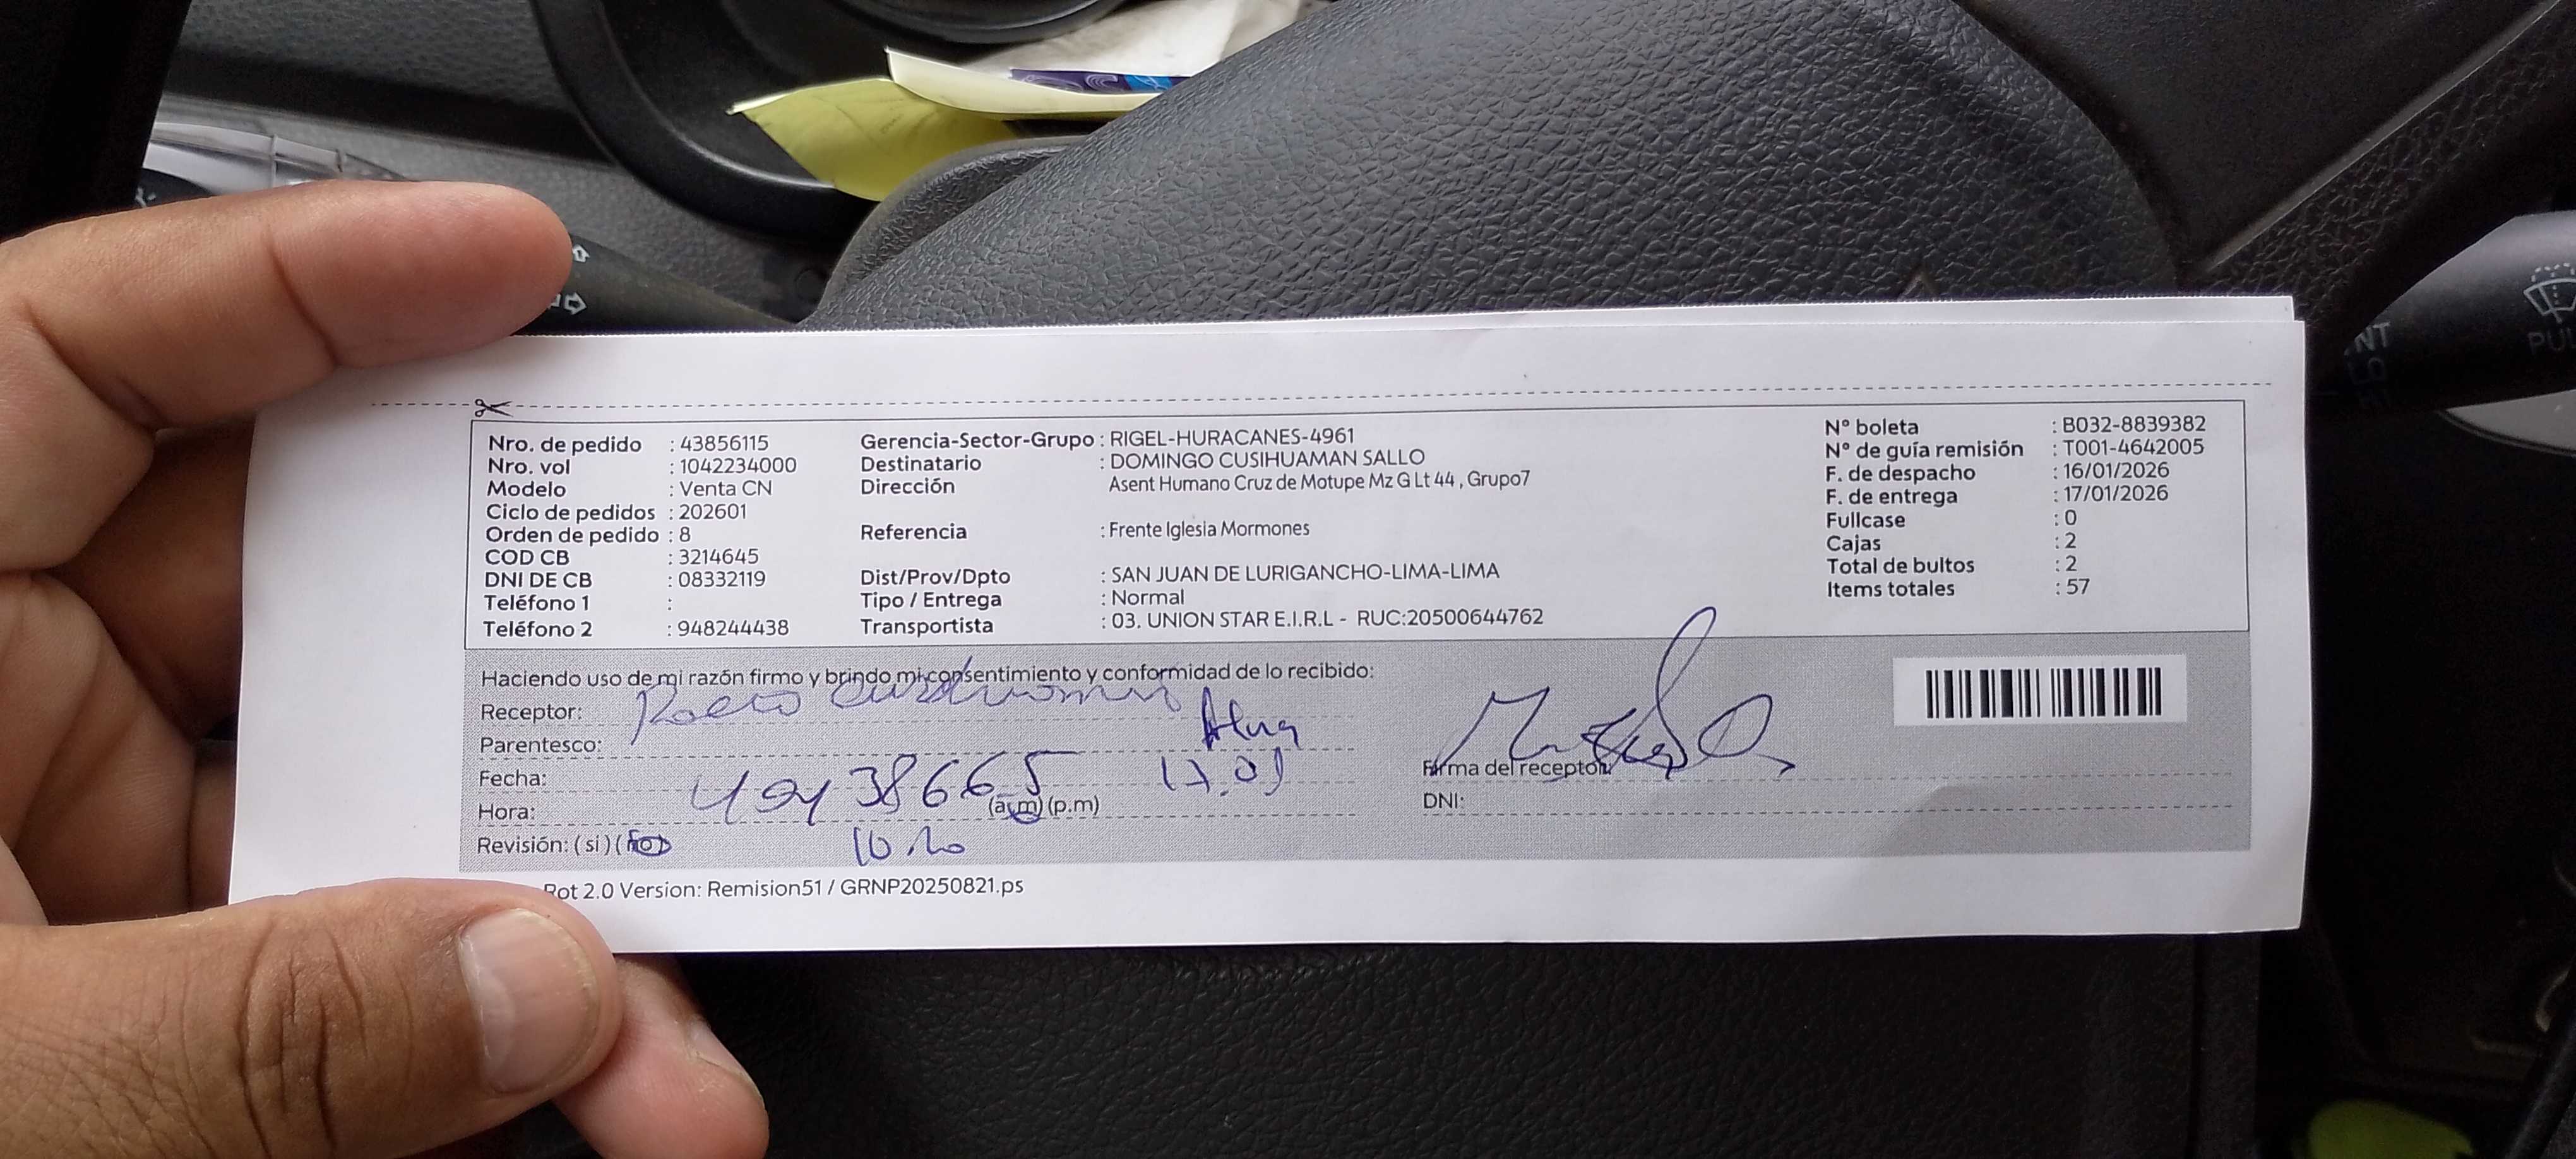 Nro. de pedido : 43856115
Nro. vol : 1042234000
Modelo : Venta CN
Ciclo de pedidos : 202601
Orden de pedido : 8
COD CB : 3214645
DNI DE CB : 08332119
Teléfono 1 :
Teléfono 2 : 948244438
Gerencia-Sector-Grupo : RIGEL-HURACANES-4961
Destinatario : DOMINGO CUSIHUAMAN SALLO
Dirección Asent Humano Cruz de Motupe Mz G Lt 44 , Grupo7
Referencia : Frente Iglesia Mormones
Dist/Prov/Dpto : SAN JUAN DE LURIGANCHO-LIMA-LIMA
Tipo / Entrega : Normal
Transportista : 03. UNION STAR E.I.R.L - RUC:20500644762
N° boleta : B032-8839382
N° de guía remisión : T001-4642005
F. de despacho : 16/01/2026
F. de entrega : 17/01/2026
Fullcase : 0
Cajas : 2
Total de bultos : 2
Items totales : 57
Haciendo uso de mi razón firmo y brindo mi consentimiento y conformidad de lo recibido:
Receptor:
Parentesco:
Fecha: 17.01
Hora: (a.m) (p.m)
Revisión: ( si ) (no)
Firma del receptor:
DNI:
Rot 2.0 Version: Remision51 / GRNP20250821.ps